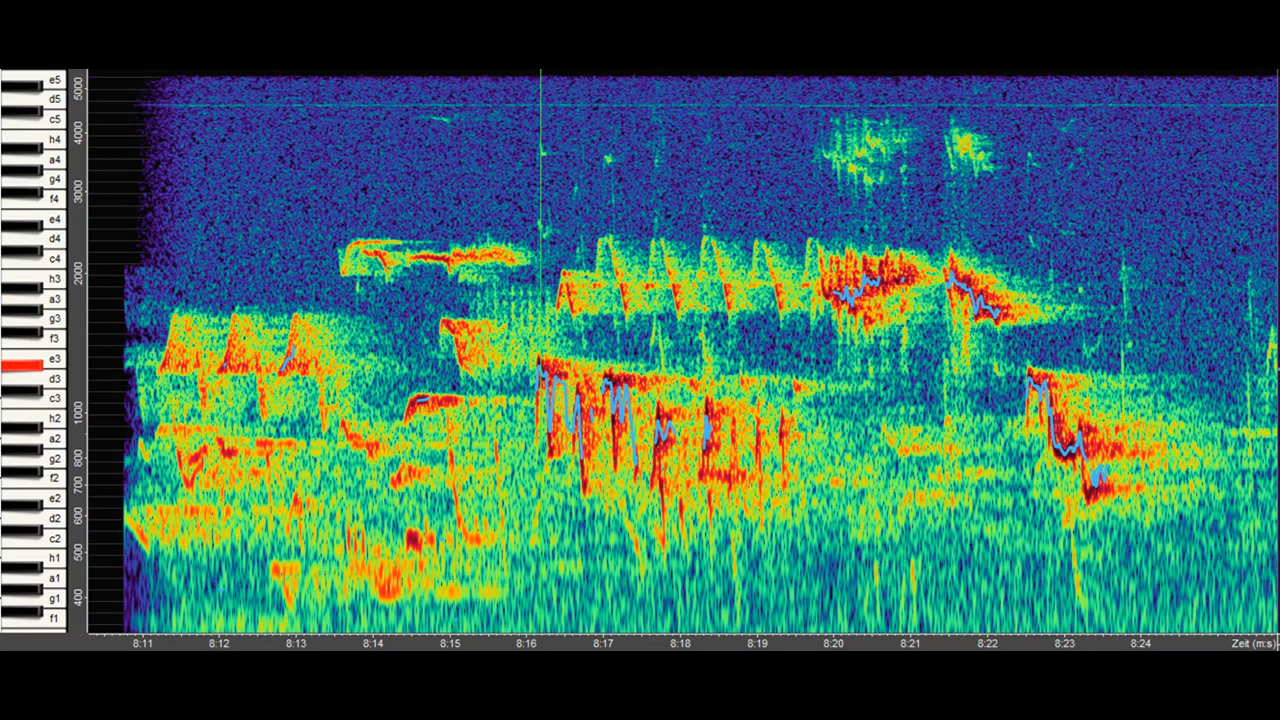 e5
d5
c5
h4
a4
g4
f4
e4
d4
c4
h3
a3
g3
f3
e3
d3
c3
h2
a2
g2
f2
e2
d2
c2
h1
a1
g1
f1
5000
4000
3000
2000
1000
800
700
600
500
400
8:11 8:12 8:13 8:14 8:15 8:16 8:17 8:18 8:19 8:20 8:21 8:22 8:23 8:24 Zeit (m:s)